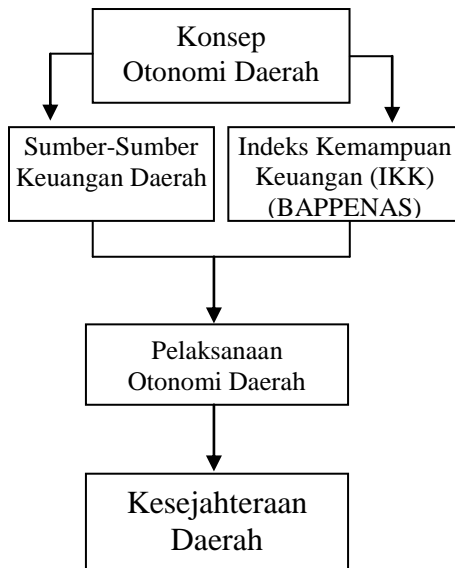 Konsep
Otonomi Daerah
Sumber-Sumber
Keuangan Daerah
Indeks Kemampuan
Keuangan (IKK)
(BAPPENAS)
Pelaksanaan
Otonomi Daerah
Kesejahteraan
Daerah